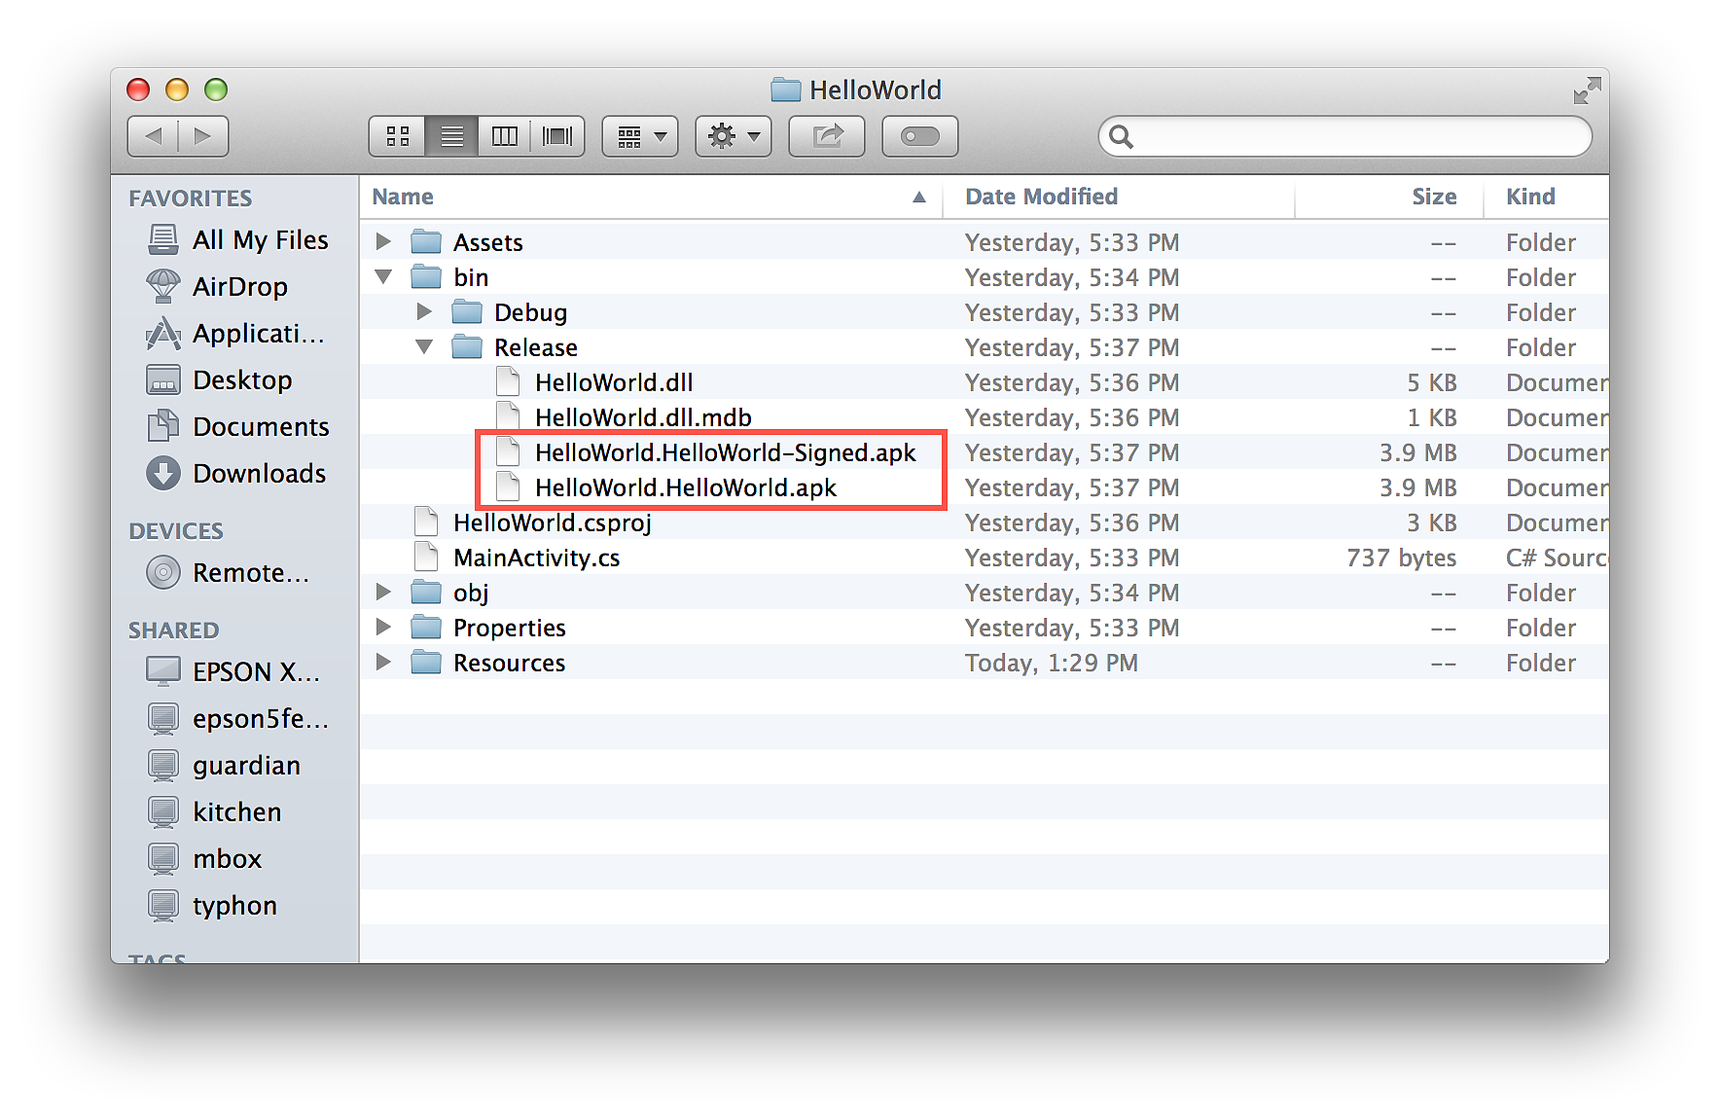 HelloWorld
FAVORITES
All My Files
AirDrop
Applicati...
Desktop
Documents
Downloads
DEVICES
Remote...
SHARED
EPSON X...
epson5fe...
guardian
kitchen
mbox
typhon
TAGS
Name Date Modified Size Kind
Assets Yesterday, 5:33 PM -- Folder
bin Yesterday, 5:34 PM -- Folder
Debug Yesterday, 5:33 PM -- Folder
Release Yesterday, 5:37 PM -- Folder
HelloWorld.dll Yesterday, 5:36 PM 5 KB Documen
HelloWorld.dll.mdb Yesterday, 5:36 PM 1 KB Documen
HelloWorld.HelloWorld-Signed.apk Yesterday, 5:37 PM 3.9 MB Documen
HelloWorld.HelloWorld.apk Yesterday, 5:37 PM 3.9 MB Documen
HelloWorld.csproj Yesterday, 5:36 PM 3 KB Documen
MainActivity.cs Yesterday, 5:33 PM 737 bytes C# Sourc
obj Yesterday, 5:34 PM -- Folder
Properties Yesterday, 5:33 PM -- Folder
Resources Today, 1:29 PM -- Folder